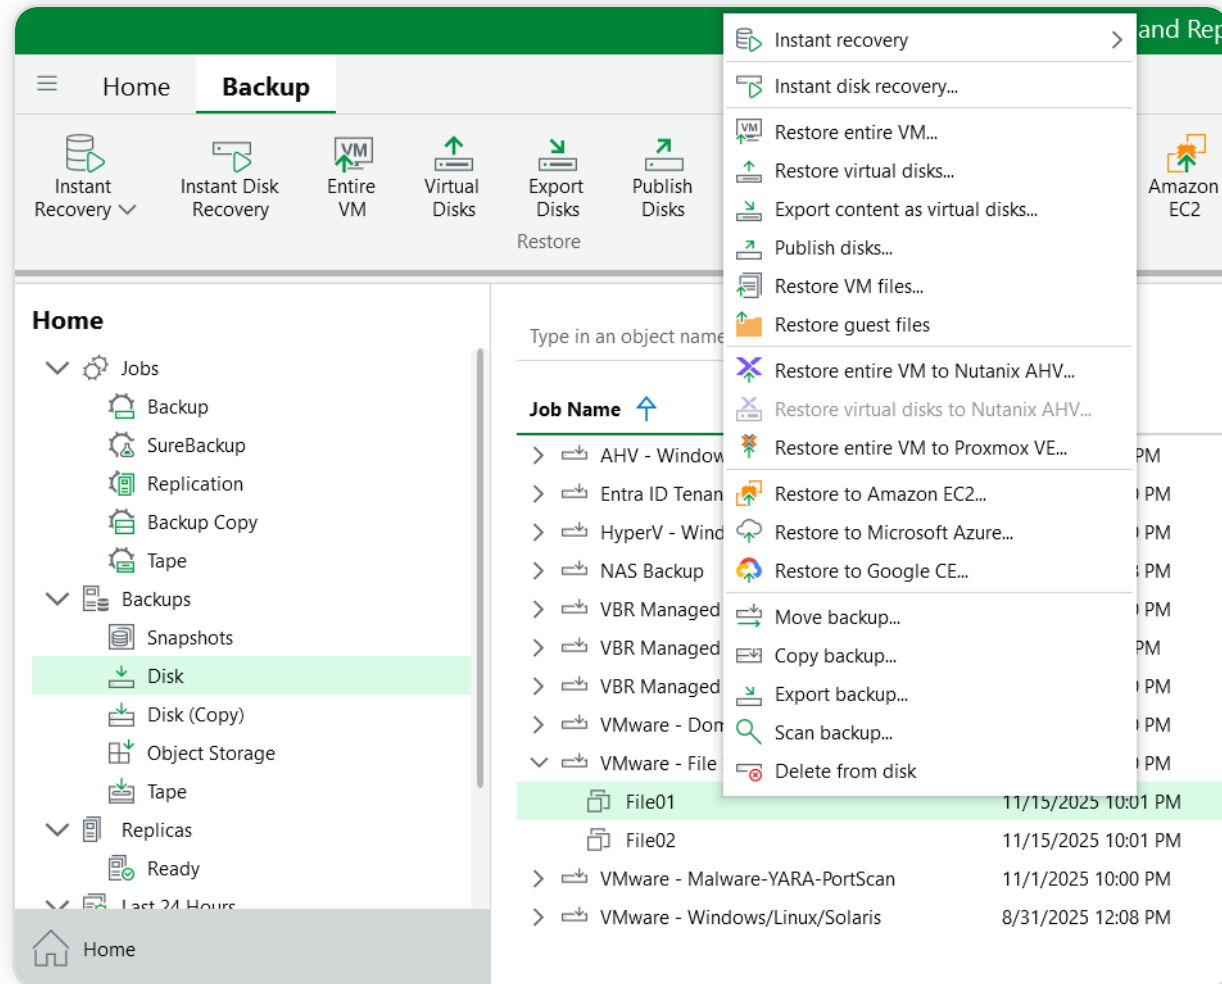 and Rep
Home
Backup
Instant
Recovery
Instant Disk
Recovery
VM
Entire
VM
Virtual
Disks
Export
Disks
Publish
Disks
Restore
Amazon
EC2
Instant recovery
Instant disk recovery...
VM
Restore entire VM...
Restore virtual disks...
Export content as virtual disks...
Publish disks...
Restore VM files...
Restore guest files
Restore entire VM to Nutanix AHV...
Restore virtual disks to Nutanix AHV...
Restore entire VM to Proxmox VE...
Restore to Amazon EC2...
Restore to Microsoft Azure...
Restore to Google CE...
Move backup...
Copy backup...
Export backup...
Scan backup...
Delete from disk
Home
Jobs
Backup
SureBackup
Replication
Backup Copy
Tape
Backups
Snapshots
Disk
Disk (Copy)
Object Storage
Tape
Replicas
Ready
Last 24 Hours
Home
Type in an object name
Job Name
AHV - Window PM
Entra ID Tenan PM
HyperV - Wind PM
NAS Backup PM
VBR Managed PM
VBR Managed PM
VBR Managed PM
VMware - Dom PM
VMware - File PM
File01 11/15/2025 10:01 PM
File02 11/15/2025 10:01 PM
VMware - Malware-YARA-PortScan 11/1/2025 10:00 PM
VMware - Windows/Linux/Solaris 8/31/2025 12:08 PM